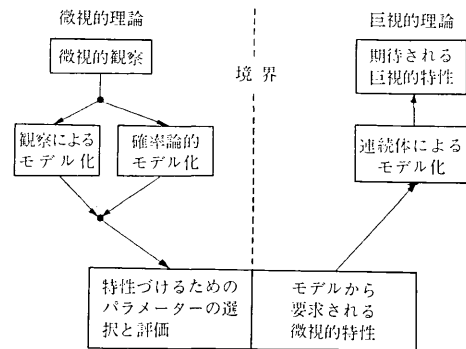 微視的理論
微視的観察
観察による
モデル化
確率論的
モデル化
特性づけるための
パラメーターの選
択と評価
境界
巨視的理論
期待される
巨視的特性
連続体による
モデル化
モデルから
要求される
微視的特性